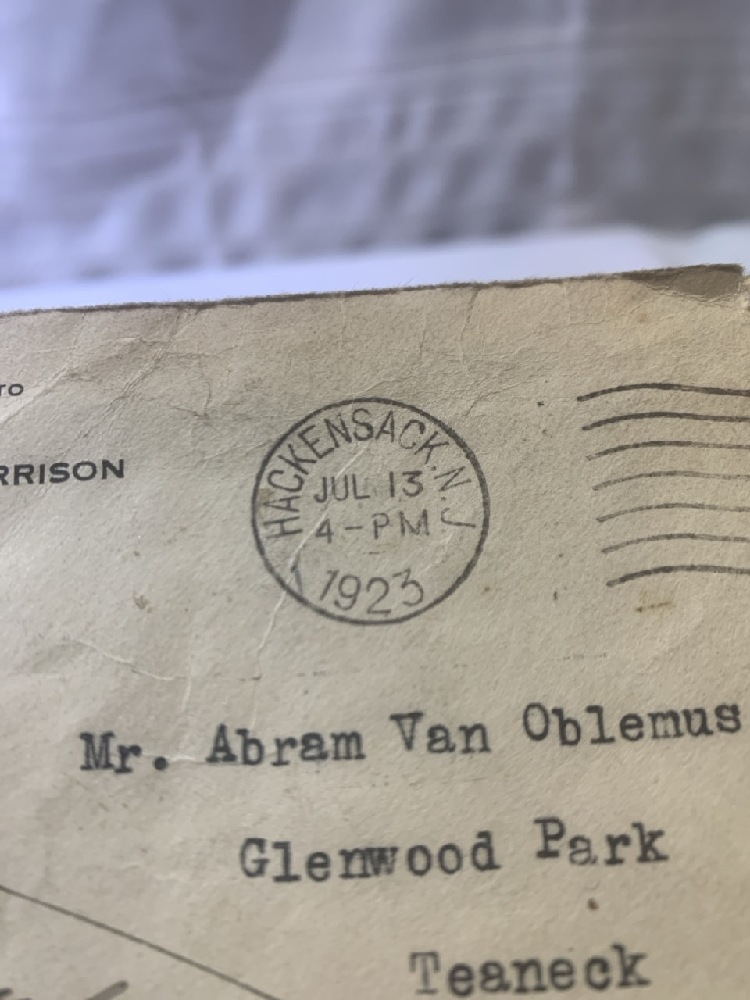 TO
RRISON
HACKENSACK, N.J.
JUL 13
4-PM
1923
Mr. Abram Van Oblemus
Glenwood Park
Teaneck